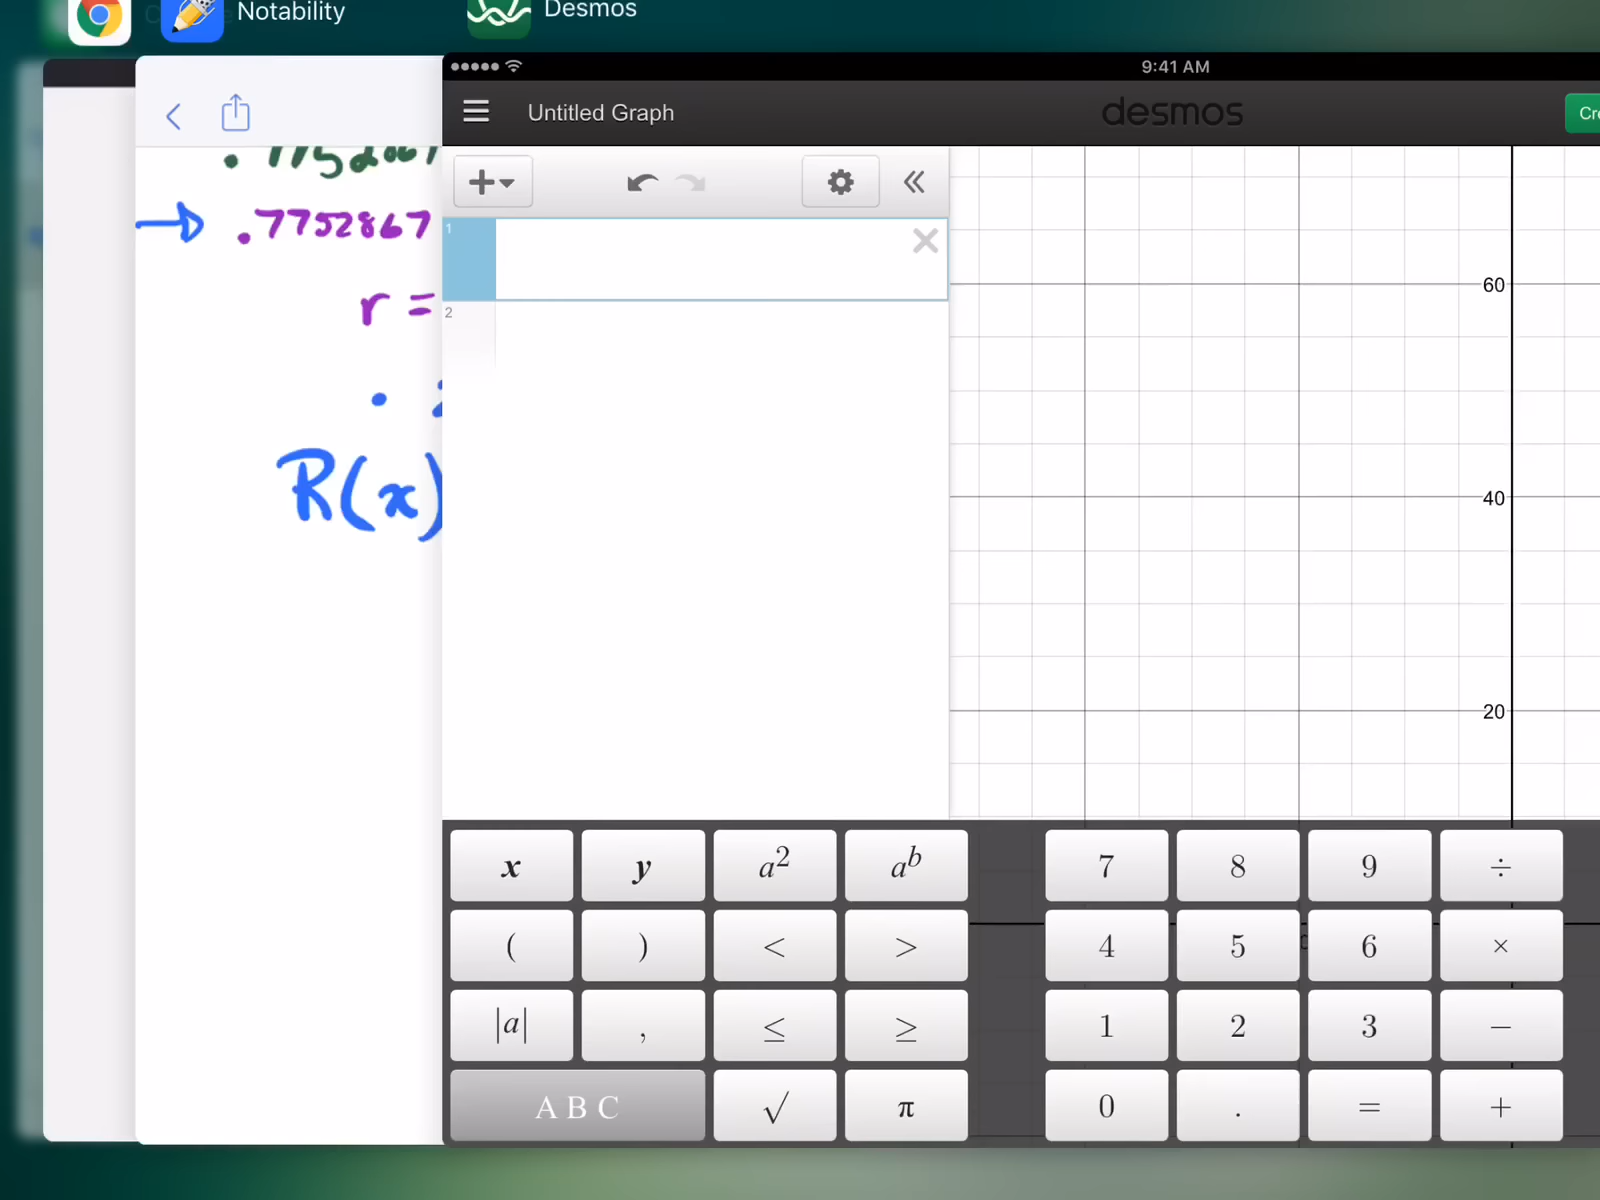 Notability
Desmos
9:41 AM
Untitled Graph
desmos
.7752867
r =
R(x)
1
2
60
40
20
x y a² aᵇ 7 8 9 ÷
( ) < > 4 5 6 ×
|a| , ≤ ≥ 1 2 3 −
A B C √ π 0 . = +